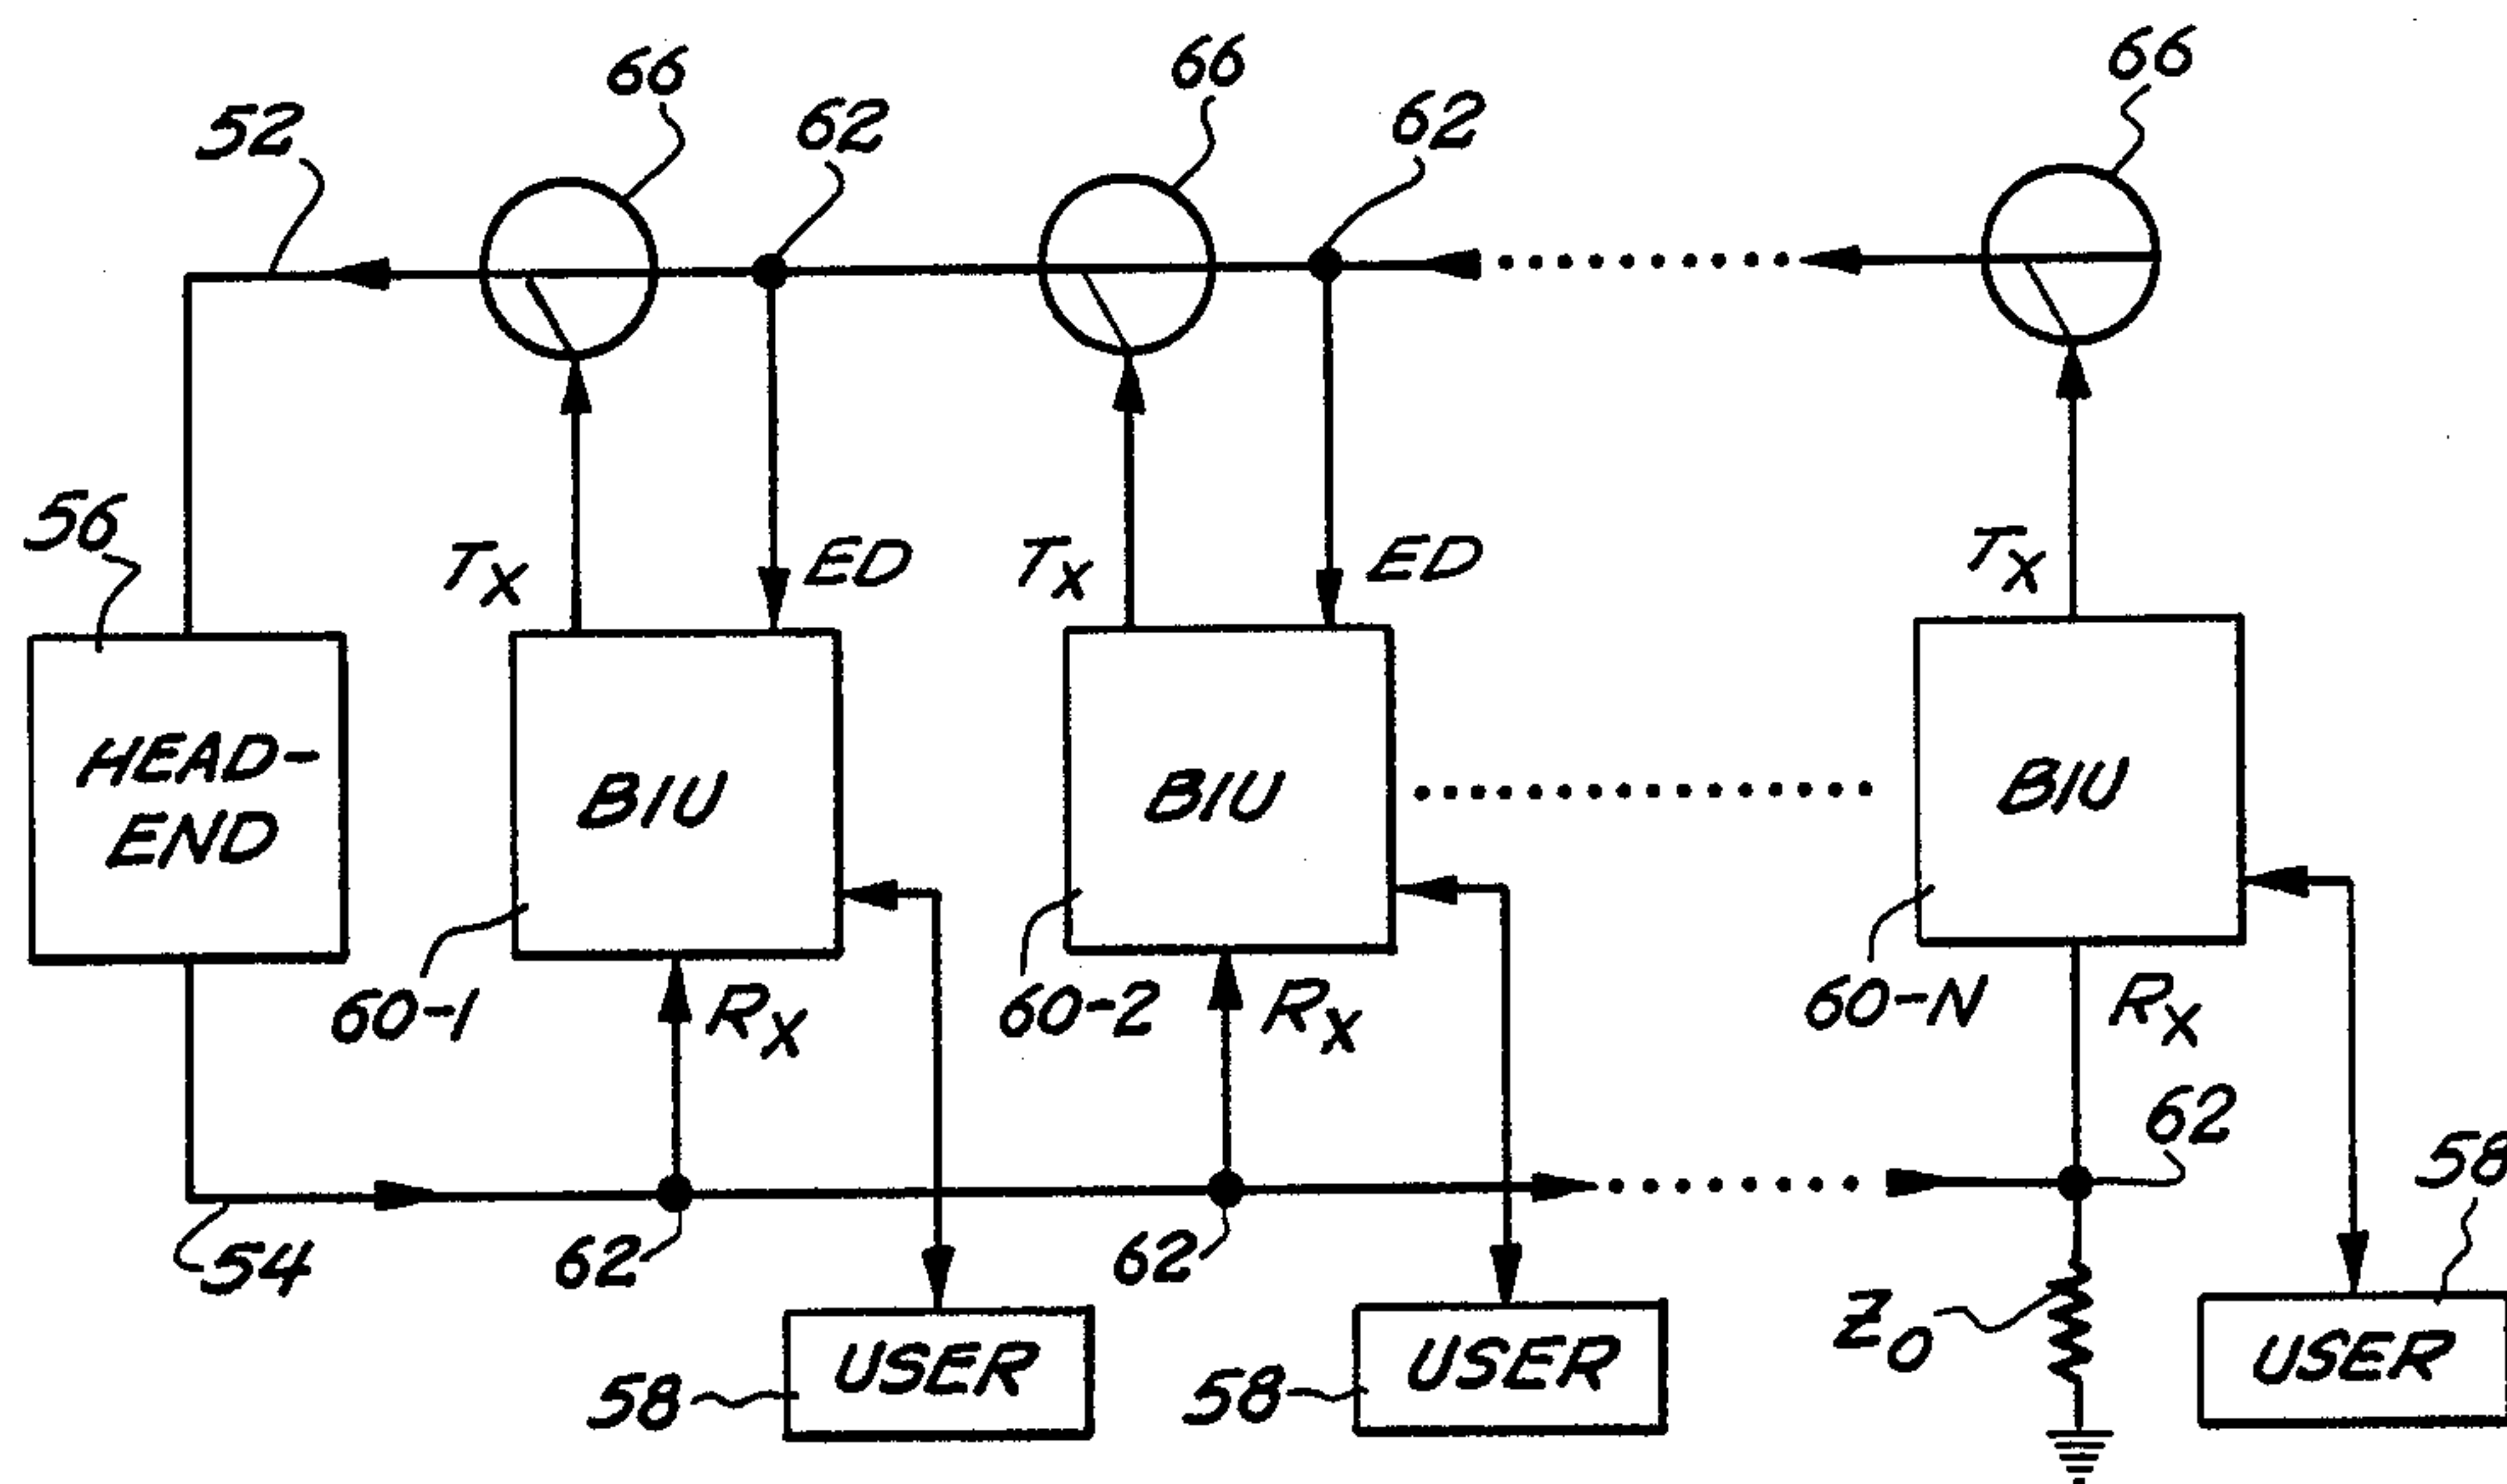 66
66
66
52
62
62
56
Tx
ED
Tx
ED
Tx
HEAD-
END
BIU
BIU
BIU
60-1
Rx
60-2
Rx
60-N
Rx
62
58
54
62
62
Z0
USER
USER
USER
58
58